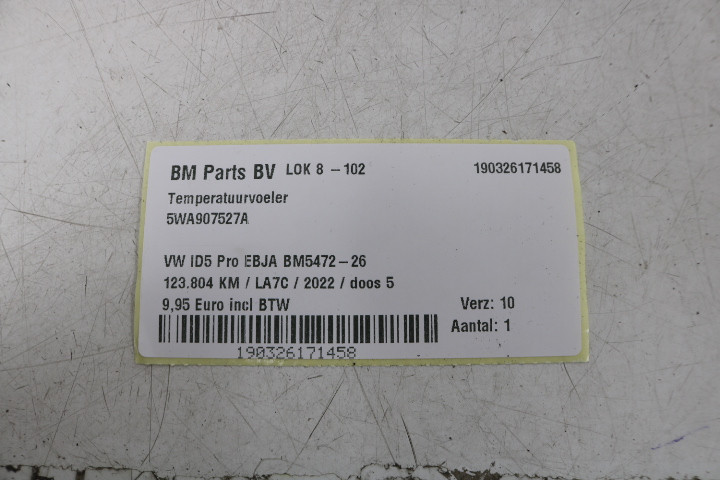 BM Parts BV LOK 8 - 102 190326171458
Temperatuurvoeler
5WA907527A
VW ID5 Pro EBJA BM5472-26
123.804 KM / LA7C / 2022 / doos 5
9,95 Euro incl BTW Verz: 10
Aantal: 1
190326171458